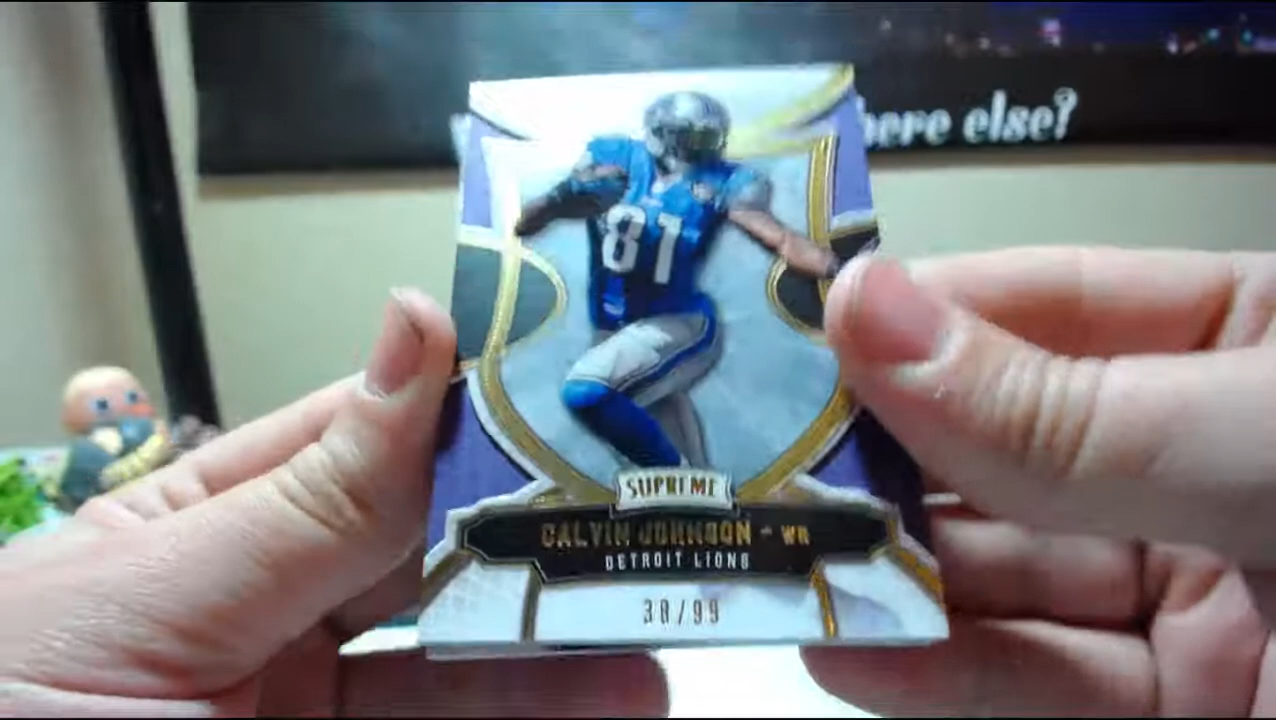 here else?
81
SUPREME
CALVIN JOHNSON - WR
DETROIT LIONS
38/99